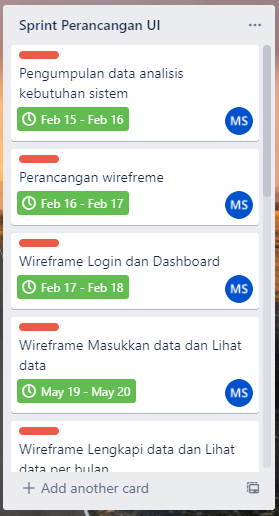 Sprint Perancangan UI
Pengumpulan data analisis
kebutuhan sistem
Feb 15 - Feb 16
MS
Perancangan wirefreme
Feb 16 - Feb 17
MS
Wireframe Login dan Dashboard
Feb 17 - Feb 18
MS
Wireframe Masukkan data dan Lihat
data
May 19 - May 20
MS
Wireframe Lengkapi data dan Lihat
data per bulan
+ Add another card